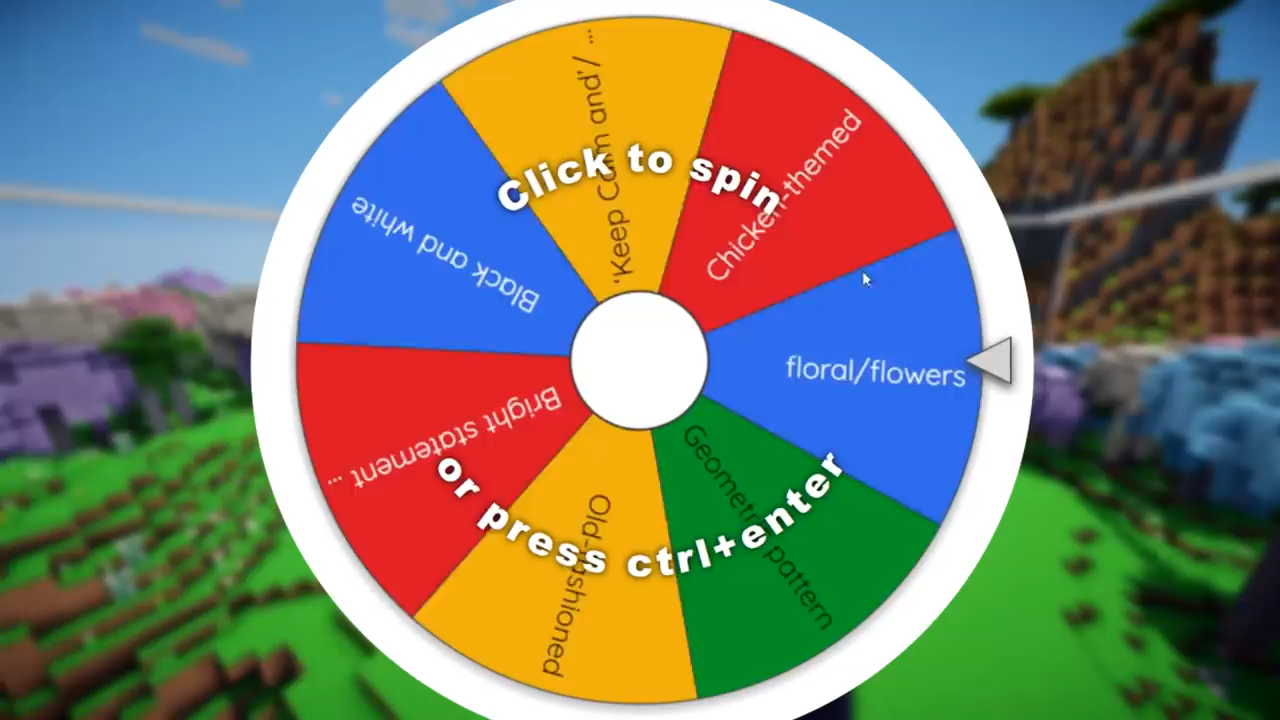 Click to spin
or press ctrl+enter
'Keep Calm and'/ ...
Chicken-themed
floral/flowers
Geometric pattern
Old-fashioned
Bright statement ...
Black and white